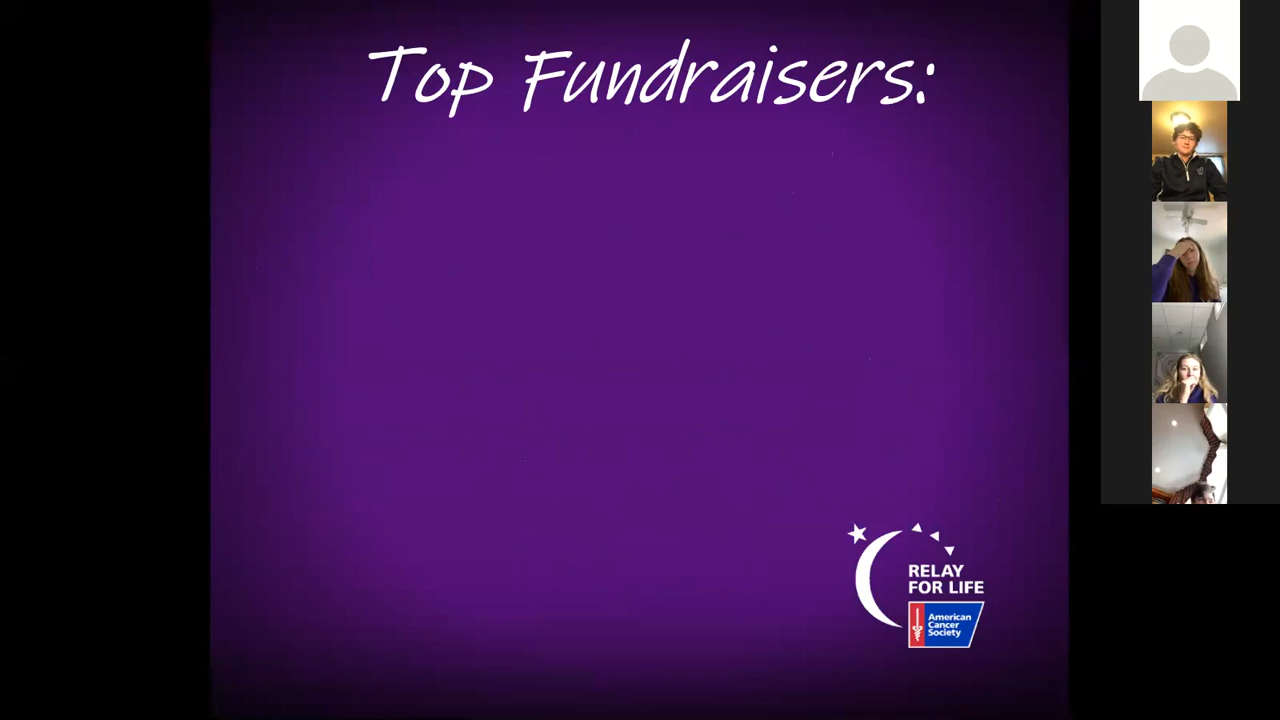 Top Fundraisers:
RELAY
FOR LIFE
American
Cancer
Society